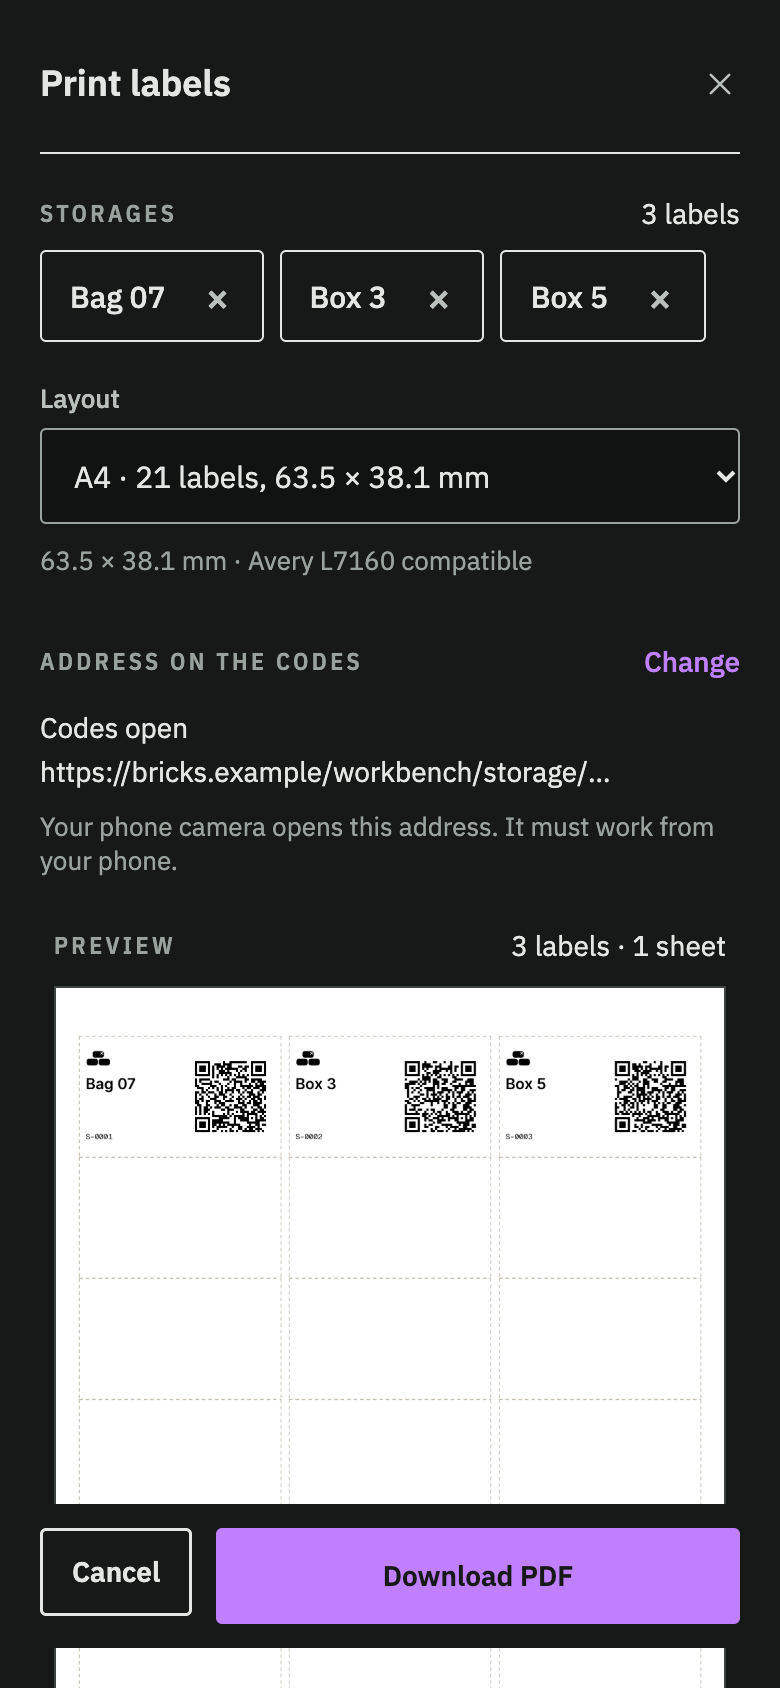 Print labels
STORAGES
3 labels
Bag 07 ×
Box 3 ×
Box 5 ×
Layout
A4 · 21 labels, 63.5 × 38.1 mm
63.5 × 38.1 mm · Avery L7160 compatible
ADDRESS ON THE CODES
Change
Codes open
https://bricks.example/workbench/storage/…
Your phone camera opens this address. It must work from
your phone.
PREVIEW
3 labels · 1 sheet
Bag 07
S-0001
Box 3
S-0002
Box 5
S-0003
Cancel
Download PDF